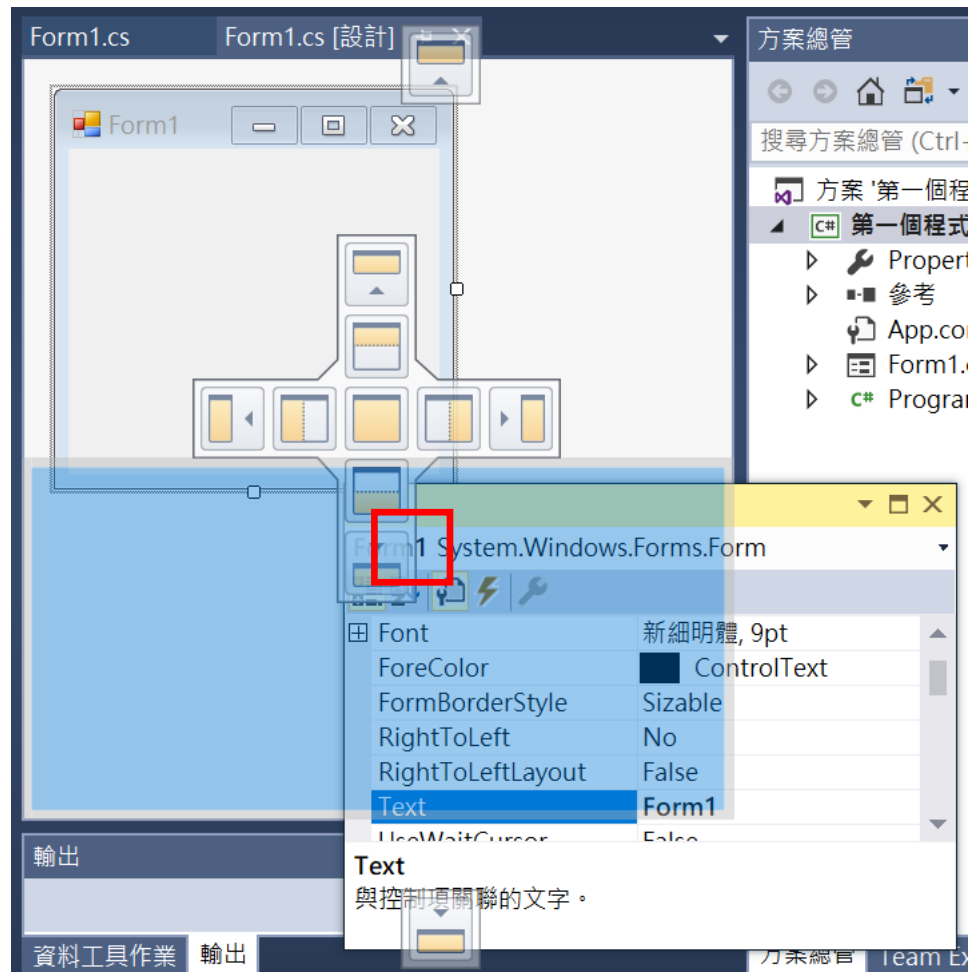 Form1.cs
Form1.cs [設計]
方案總管
Form1
搜尋方案總管 (Ctrl-
方案 '第一個程
C# 第一個程式
Propert
參考
App.co
Form1.
C# Progra
Form1 System.Windows.Forms.Form
Font 新細明體, 9pt
ForeColor ControlText
FormBorderStyle Sizable
RightToLeft No
RightToLeftLayout False
Text Form1
UseWaitCursor False
輸出
Text
與控制項關聯的文字。
資料工具作業 輸出
方案總管 Team Ex